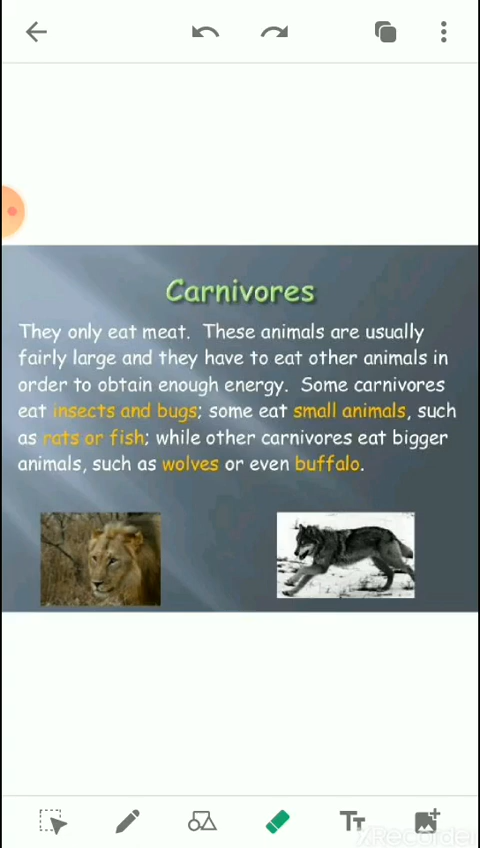 Carnivores
They only eat meat. These animals are usually
fairly large and they have to eat other animals in
order to obtain enough energy. Some carnivores
eat insects and bugs; some eat small animals, such
as rats or fish; while other carnivores eat bigger
animals, such as wolves or even buffalo.
TT
XRecorder